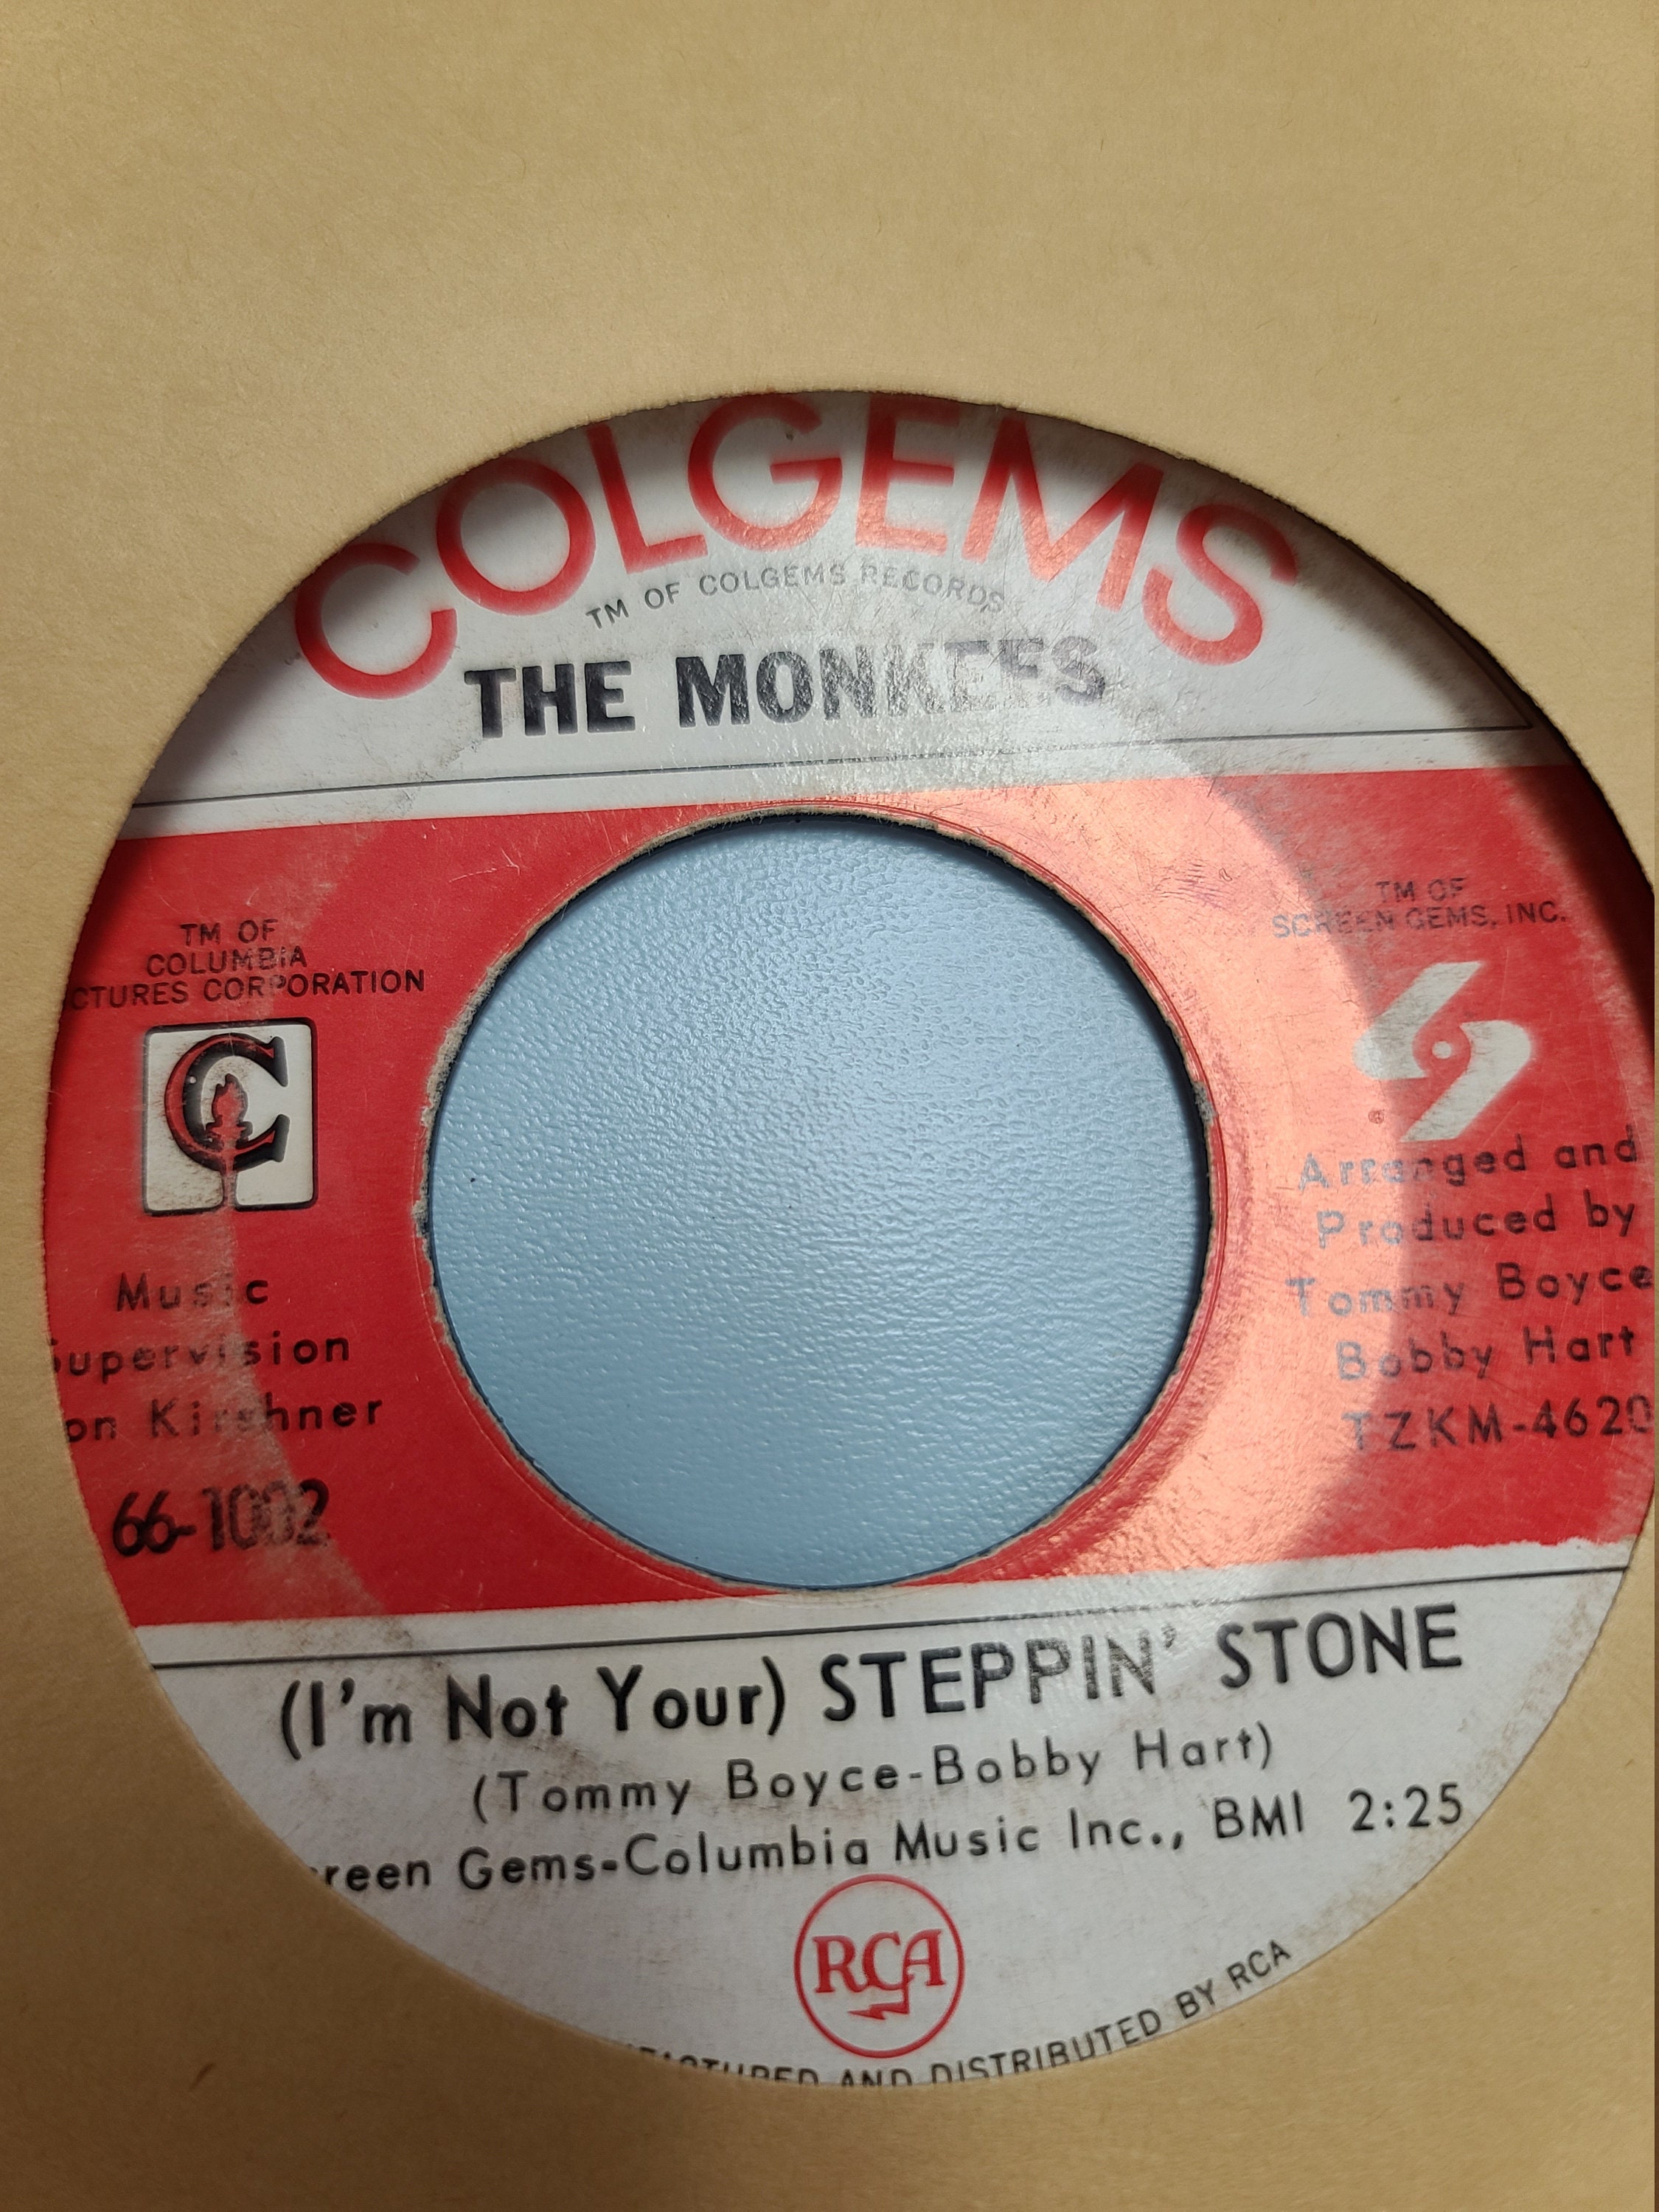 COLGEMS
TM OF COLGEMS RECORDS
THE MONKEES
TM OF
COLUMBIA
CTURES CORPORATION
C
Music
upervision
on Kirshner
66-1002
TM OF
SCREEN GEMS, INC.
®
Arranged and
Produced by
Tommy Boyce
Bobby Hart
TZKM-4620
(I'm Not Your) STEPPIN' STONE
(Tommy Boyce-Bobby Hart)
reen Gems-Columbia Music Inc., BMI 2:25
RCA
FACTURED AND DISTRIBUTED BY RCA